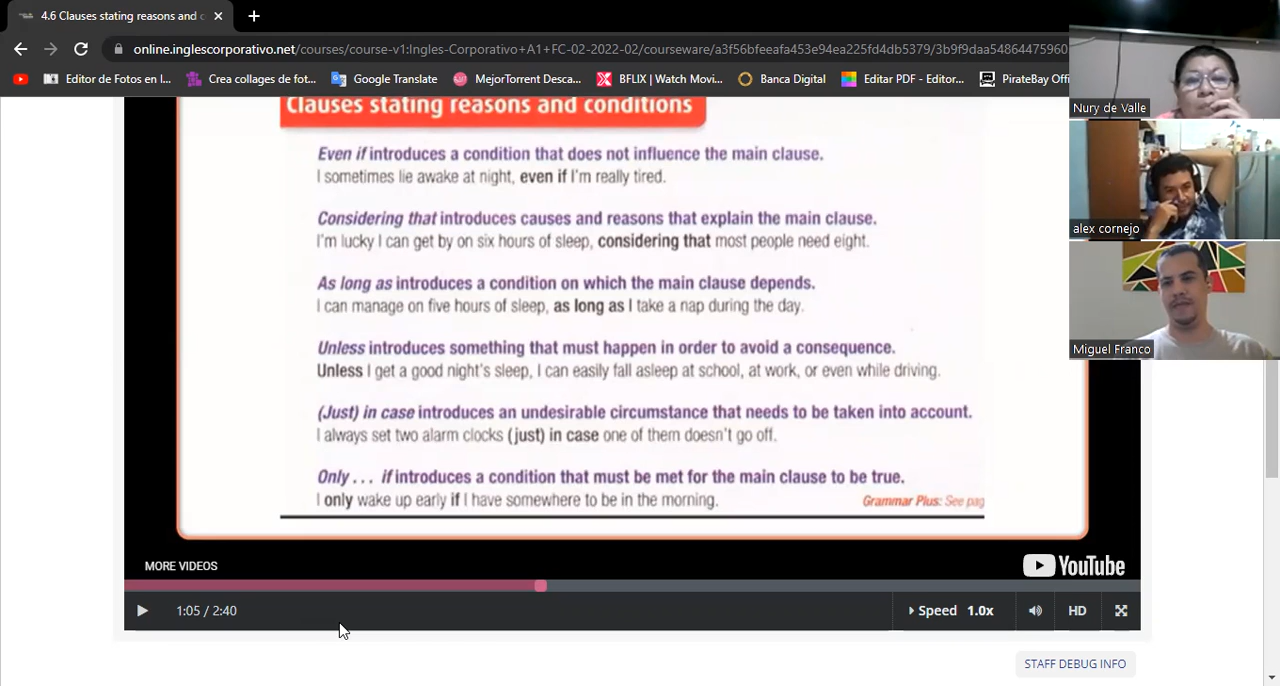 4.6 Clauses stating reasons and c
online.inglescorporativo.net/courses/course-v1:Ingles-Corporativo+A1+FC-02-2022-02/courseware/a3f56bfeeafa453e94ea225fd4db5379/3b9f9daa54864475960
Editor de Fotos en l...
Crea collages de fot...
Google Translate
MejorTorrent Desca...
BFLIX | Watch Movi...
Banca Digital
Editar PDF - Editor...
PirateBay Offi
Nury de Valle
alex cornejo
Miguel Franco
Clauses stating reasons and conditions
Even if introduces a condition that does not influence the main clause.
I sometimes lie awake at night, even if I'm really tired.
Considering that introduces causes and reasons that explain the main clause.
I'm lucky I can get by on six hours of sleep, considering that most people need eight.
As long as introduces a condition on which the main clause depends.
I can manage on five hours of sleep, as long as I take a nap during the day.
Unless introduces something that must happen in order to avoid a consequence.
Unless I get a good night's sleep, I can easily fall asleep at school, at work, or even while driving.
(Just) in case introduces an undesirable circumstance that needs to be taken into account.
I always set two alarm clocks (just) in case one of them doesn't go off.
Only . . . if introduces a condition that must be met for the main clause to be true.
I only wake up early if I have somewhere to be in the morning.
Grammar Plus: See pag
MORE VIDEOS
YouTube
1:05 / 2:40
Speed 1.0x
HD
STAFF DEBUG INFO